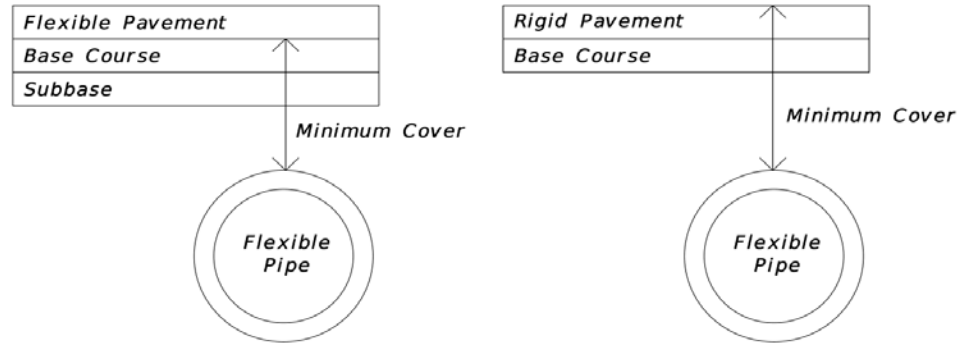 Flexible Pavement
Base Course
Subbase
Minimum Cover
Flexible
Pipe
Rigid Pavement
Base Course
Minimum Cover
Flexible
Pipe